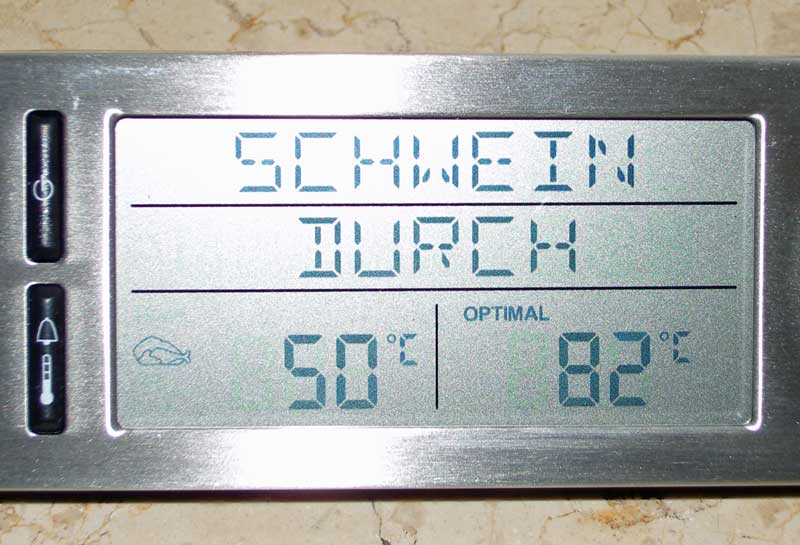 SCHWEIN
DURCH
OPTIMAL
50°C 82°C